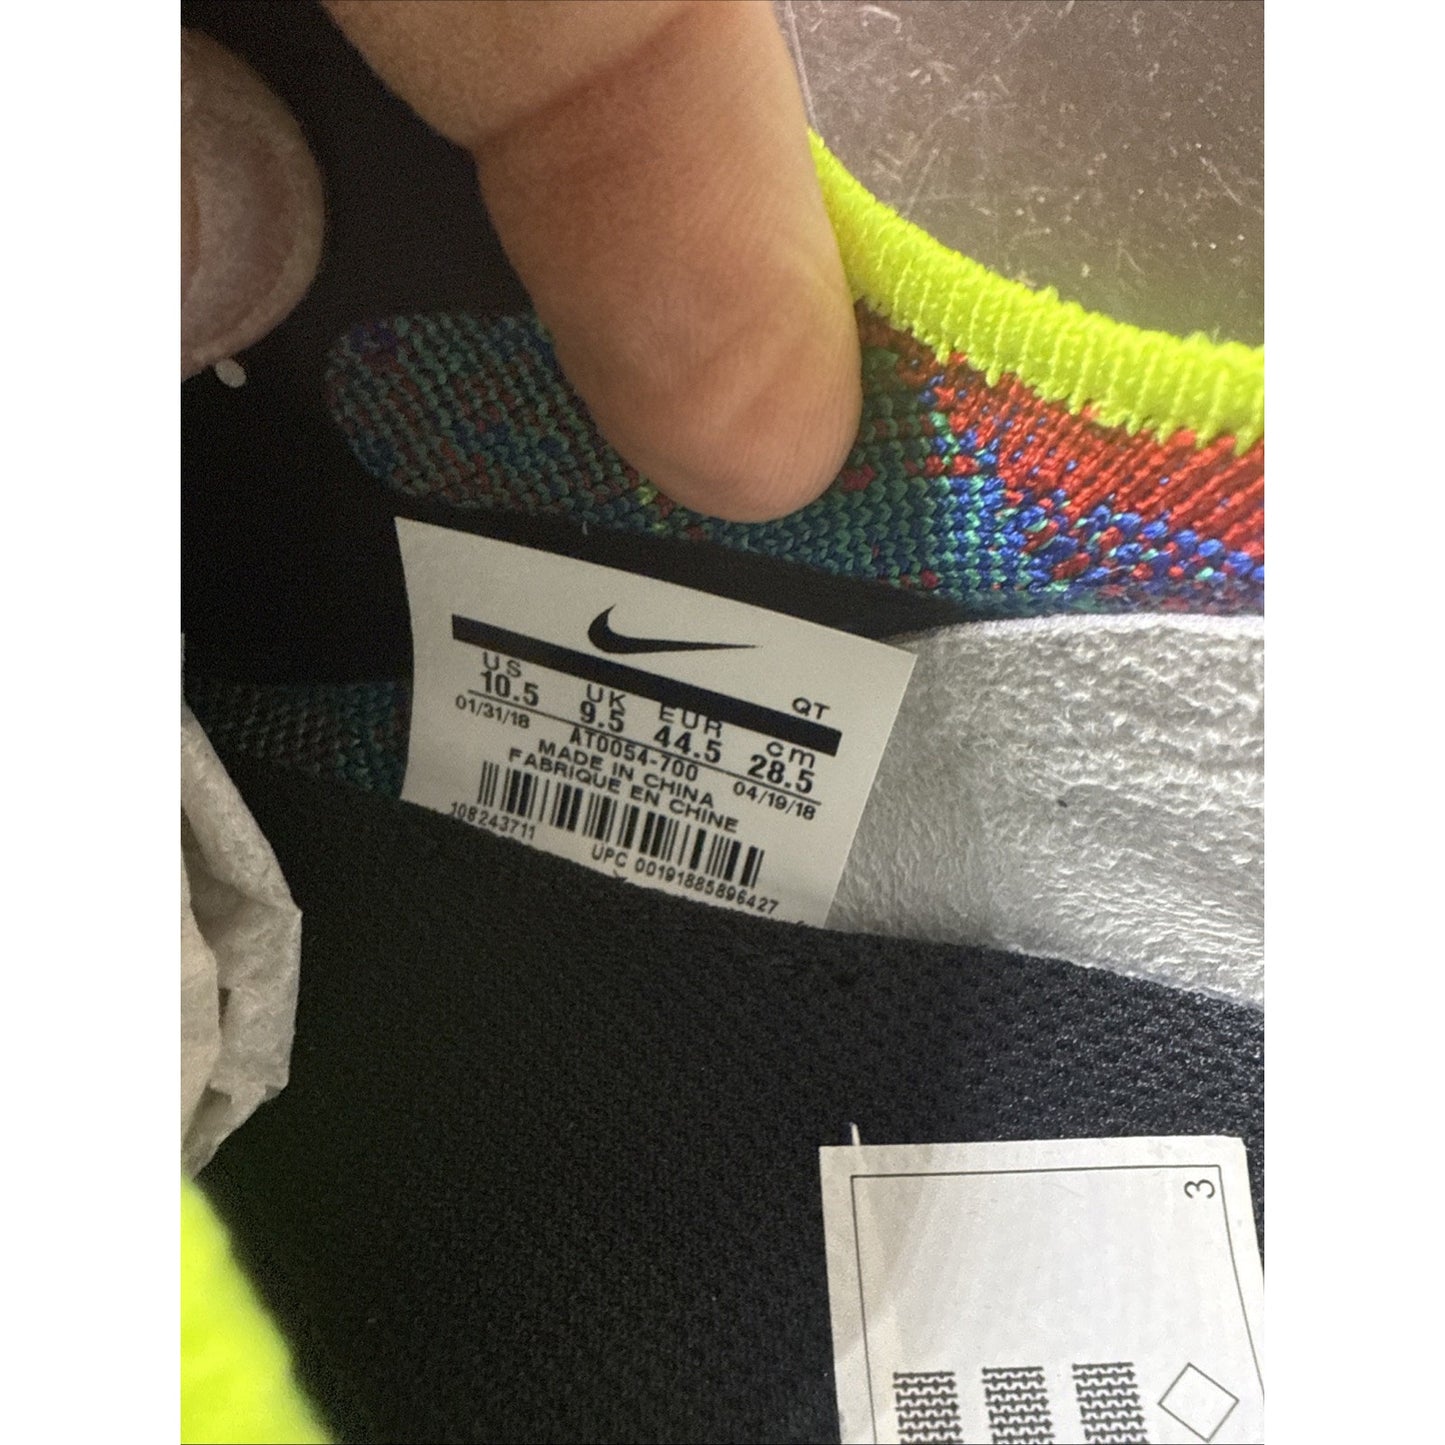 QT
US UK EUR cm
10.5 9.5 44.5 28.5
01/31/18 AT0054-700 04/19/18
MADE IN CHINA
FABRIQUE EN CHINE
108243711
UPC 00191885896427
3